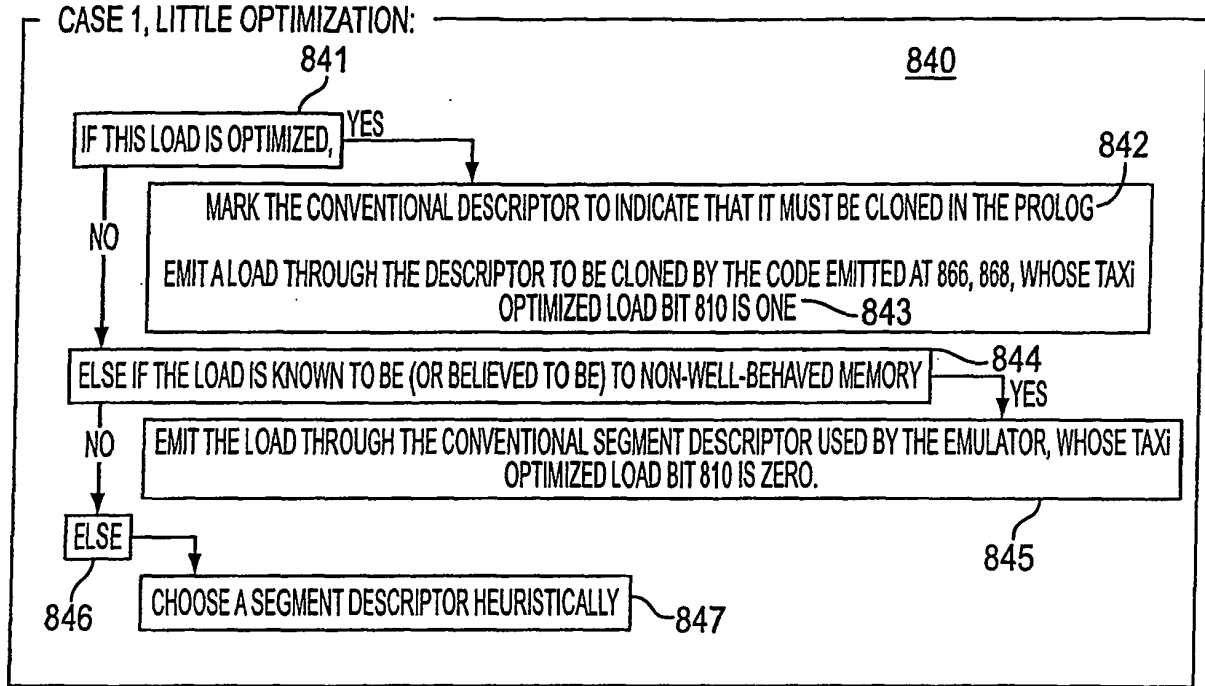 CASE 1, LITTLE OPTIMIZATION:
840
841
IF THIS LOAD IS OPTIMIZED,
YES
842
MARK THE CONVENTIONAL DESCRIPTOR TO INDICATE THAT IT MUST BE CLONED IN THE PROLOG
NO
EMIT A LOAD THROUGH THE DESCRIPTOR TO BE CLONED BY THE CODE EMITTED AT 866, 868, WHOSE TAXi
OPTIMIZED LOAD BIT 810 IS ONE
843
844
ELSE IF THE LOAD IS KNOWN TO BE (OR BELIEVED TO BE) TO NON-WELL-BEHAVED MEMORY
YES
NO
EMIT THE LOAD THROUGH THE CONVENTIONAL SEGMENT DESCRIPTOR USED BY THE EMULATOR, WHOSE TAXi
OPTIMIZED LOAD BIT 810 IS ZERO.
845
ELSE
846
CHOOSE A SEGMENT DESCRIPTOR HEURISTICALLY
847